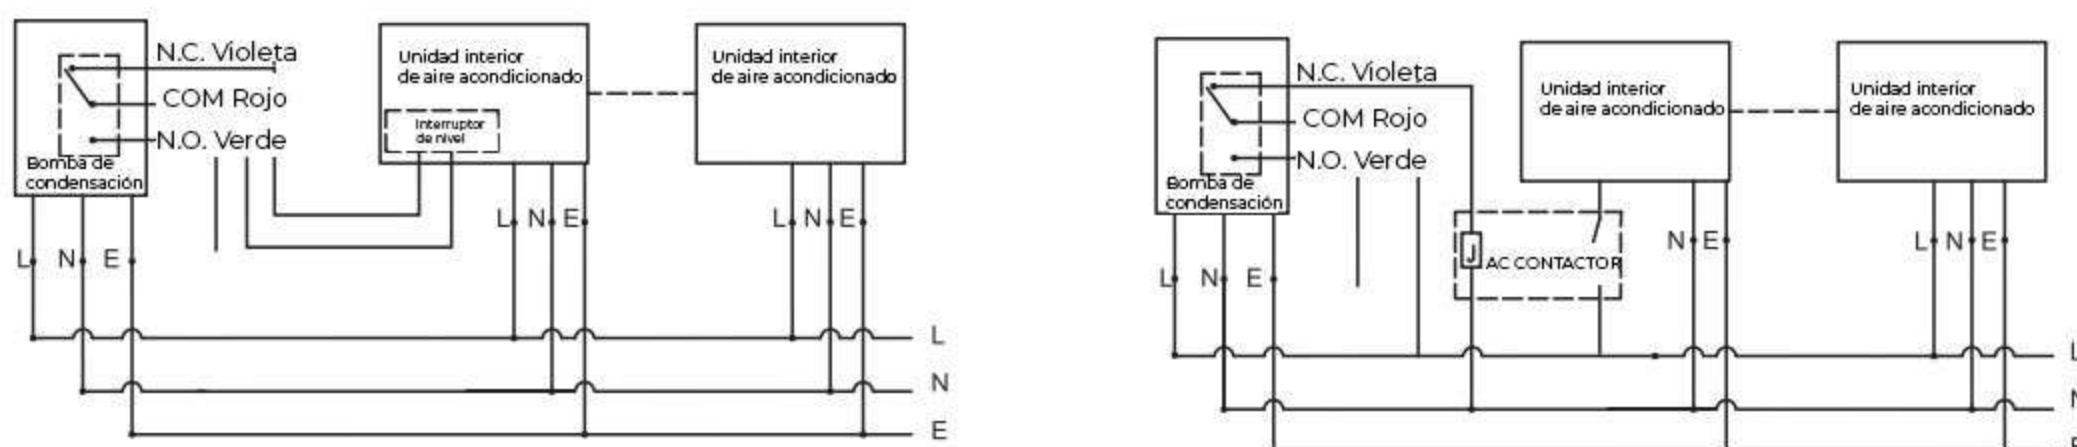 N.C. Violeta
COM Rojo
N.O. Verde
Bomba de
condensación
L N E
Unidad interior
de aire acondicionado
Interruptor
de nivel
L N E
Unidad interior
de aire acondicionado
L N E
L
N
E
N.C. Violeta
COM Rojo
N.O. Verde
Bomba de
condensación
L N E
AC CONTACTOR
J
Unidad interior
de aire acondicionado
N E
Unidad interior
de aire acondicionado
L N E
L
N
E